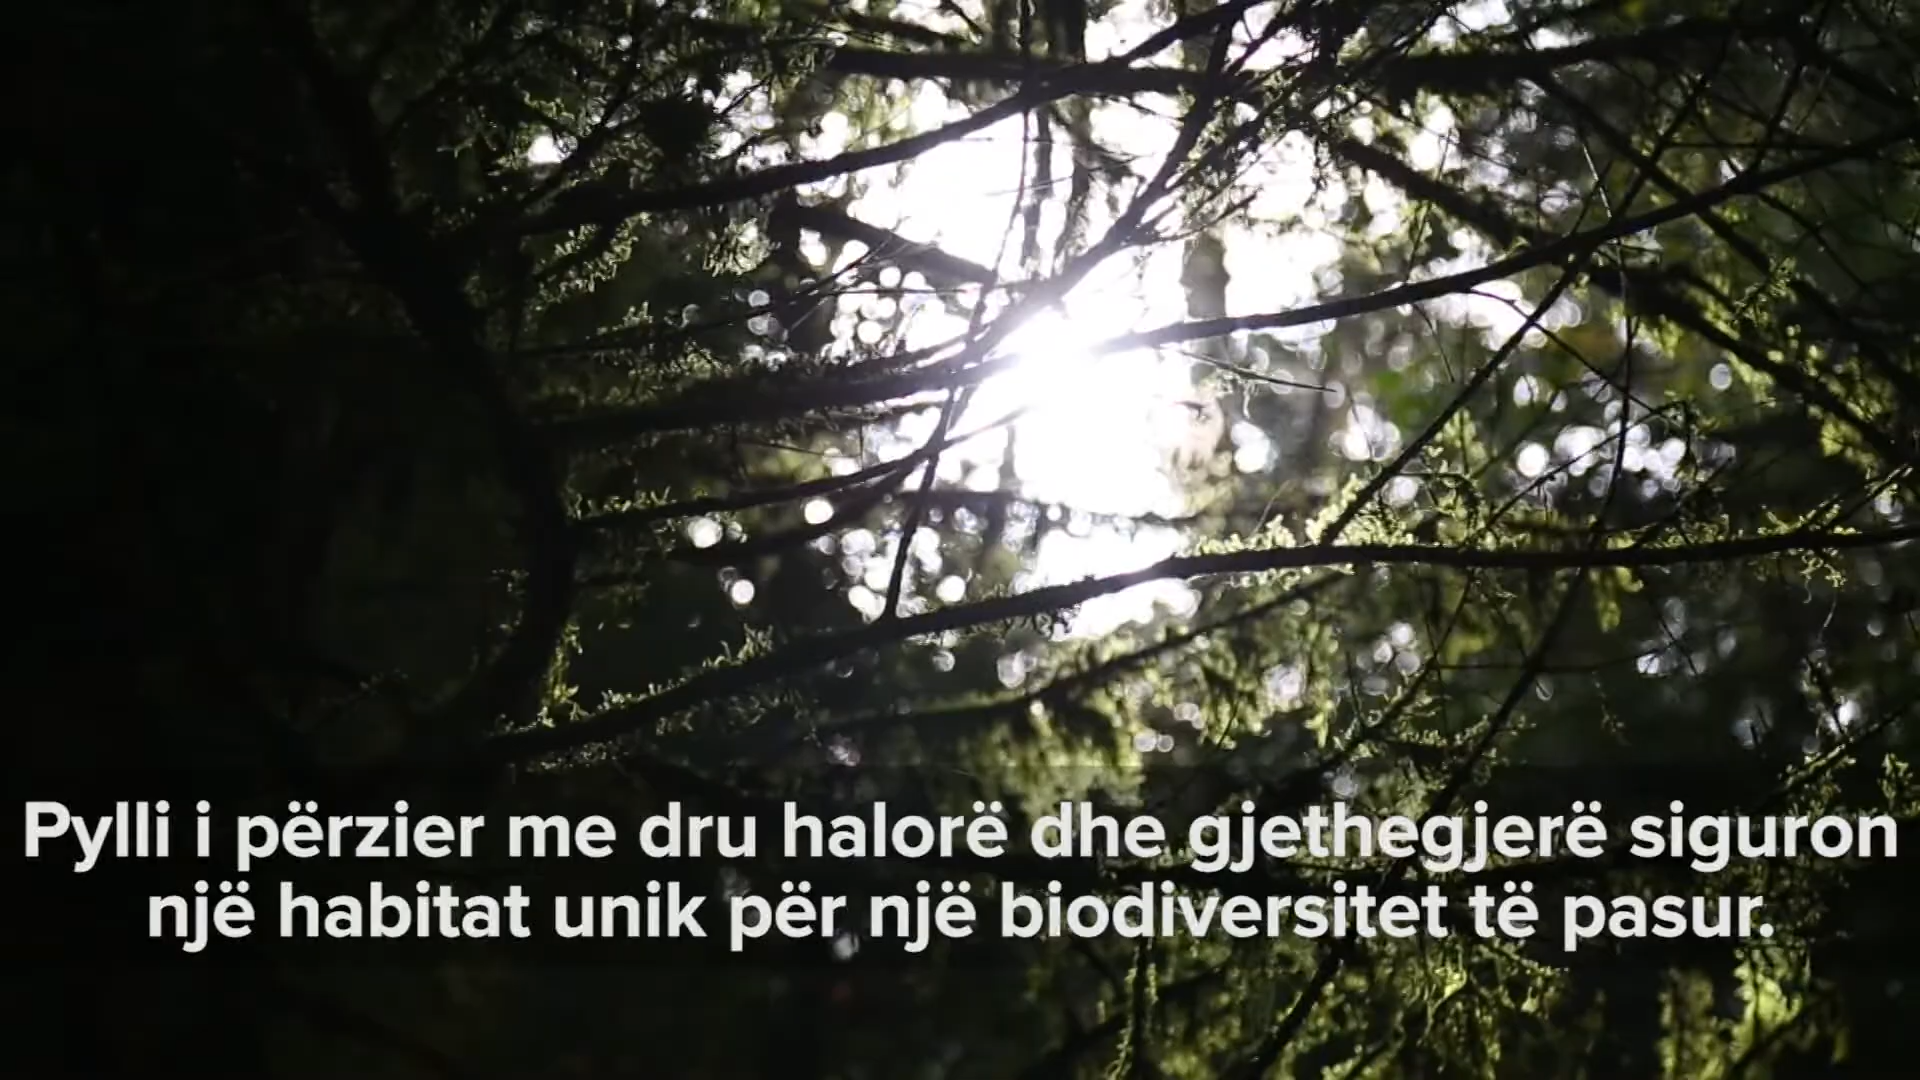 Pylli i përzier me dru halorë dhe gjethegjerë siguron
një habitat unik për një biodiversitet të pasur.